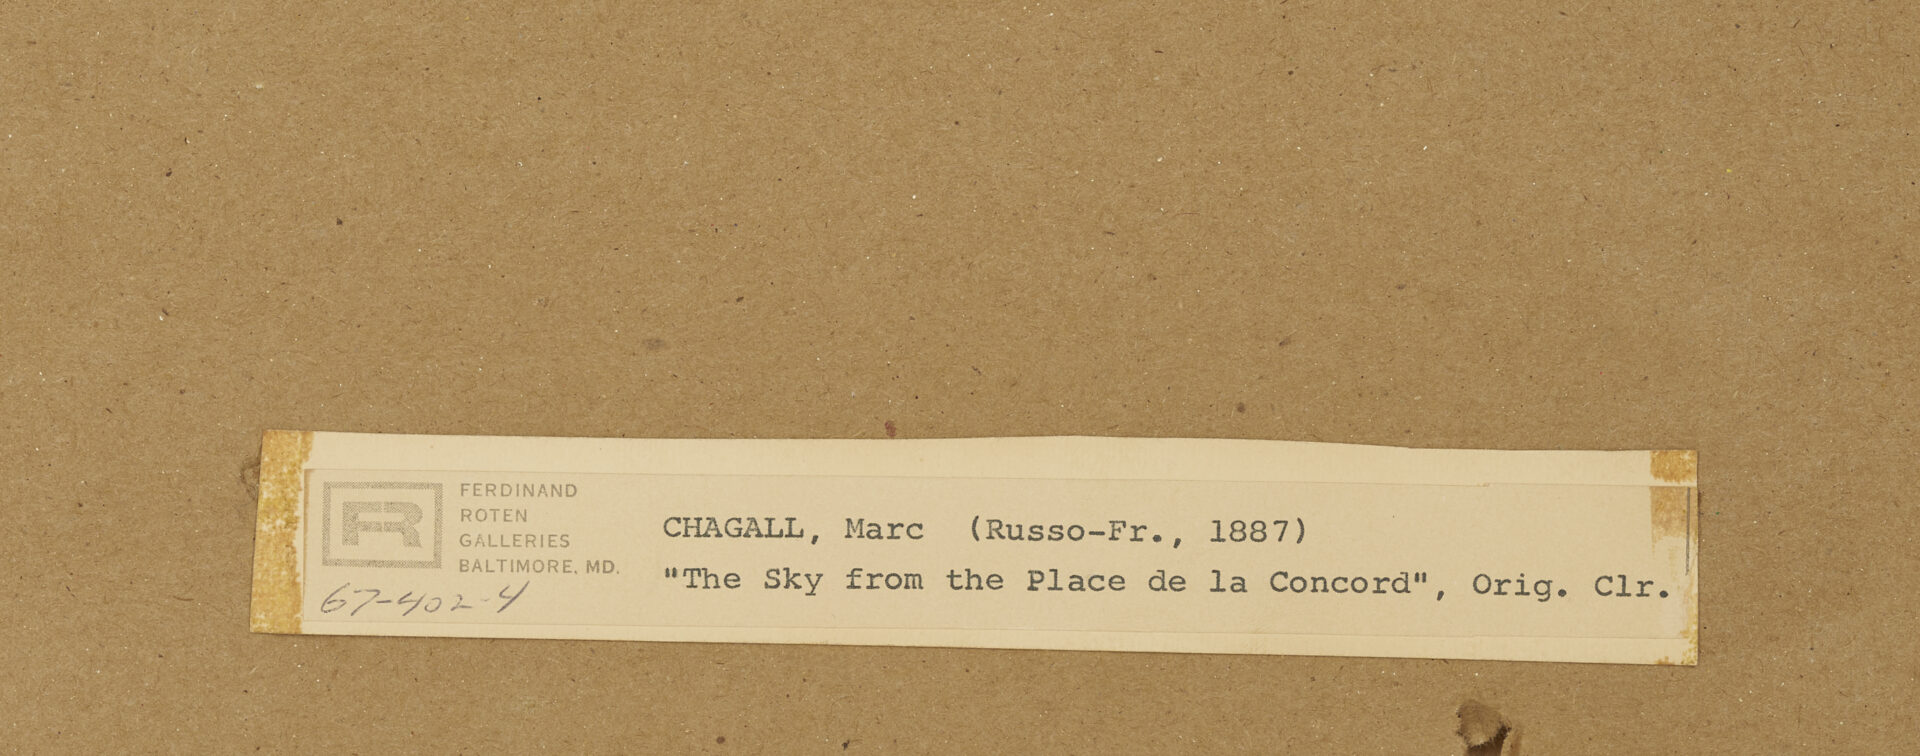 FR
FERDINAND
ROTEN
GALLERIES
BALTIMORE, MD.
67-402-4
CHAGALL, Marc (Russo-Fr., 1887)
"The Sky from the Place de la Concord", Orig. Clr.